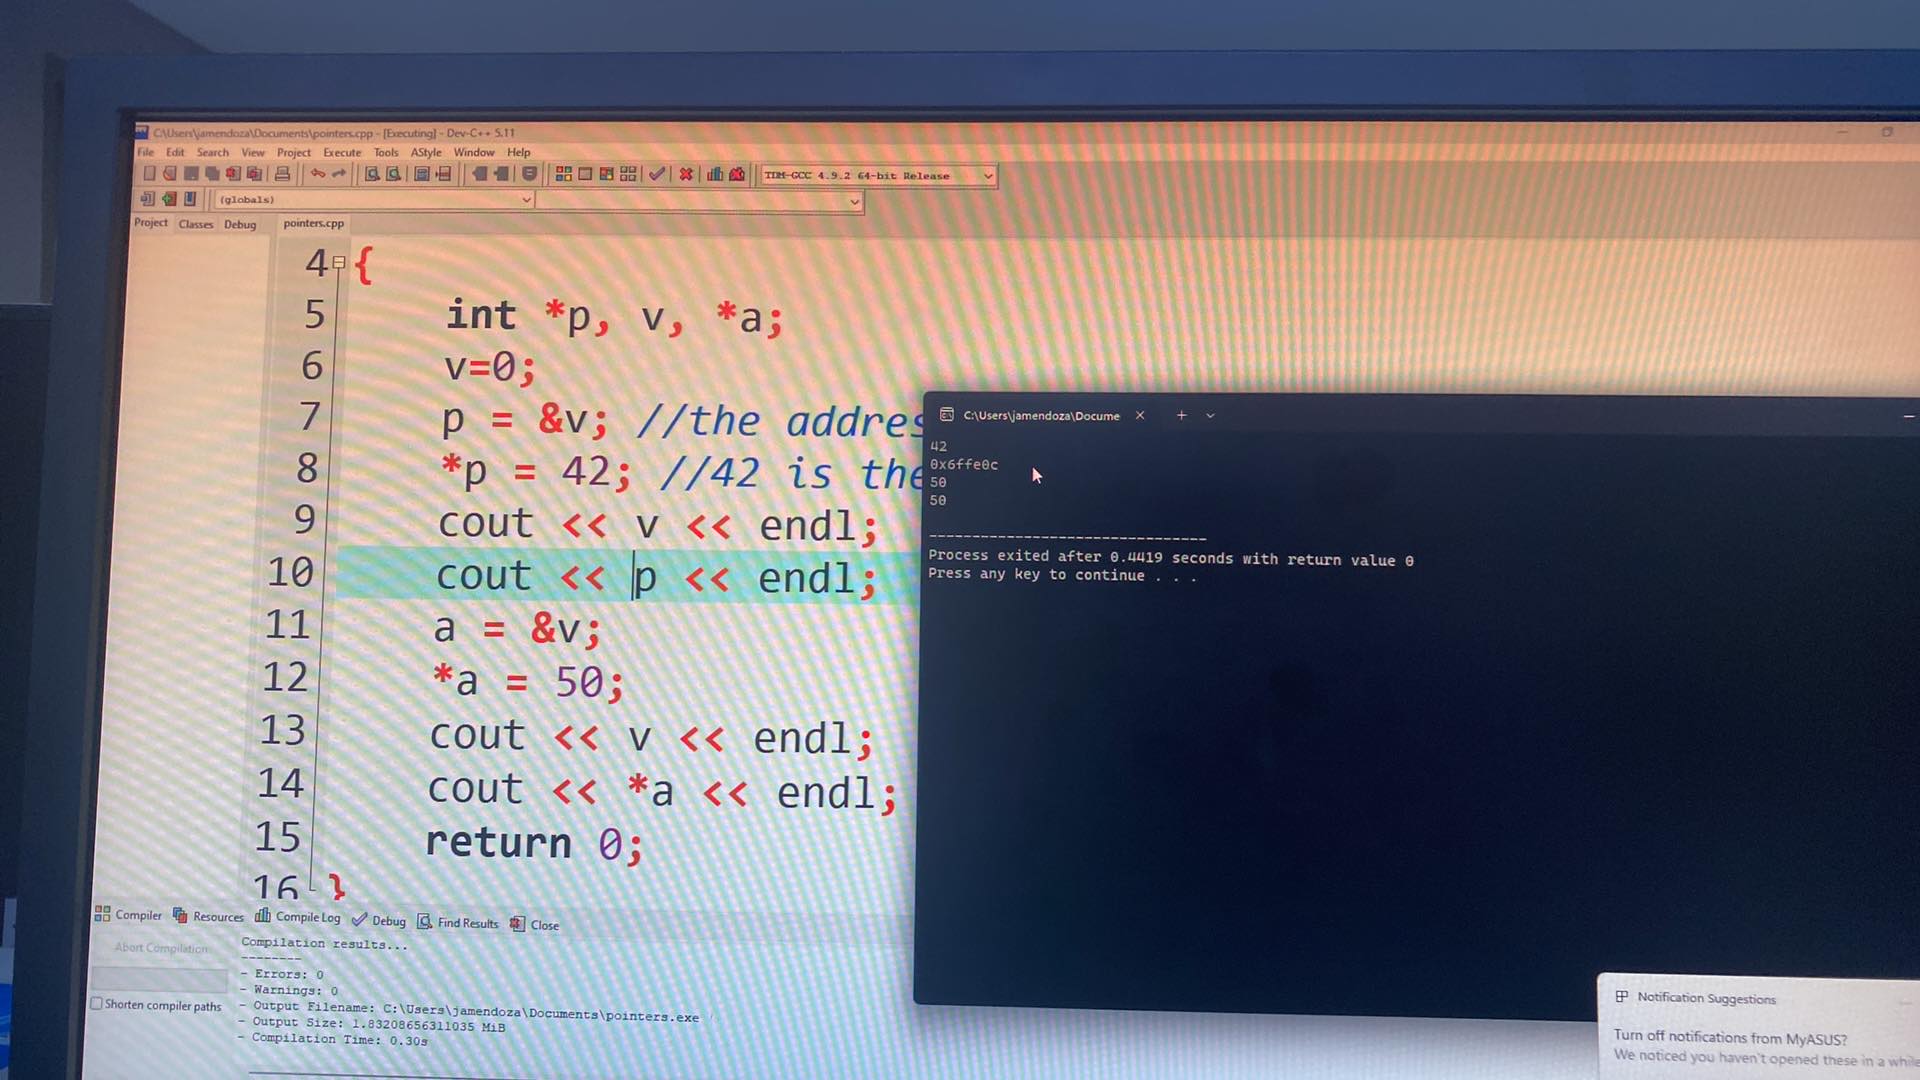 C:\Users\jamendoza\Documents\pointers.cpp - [Executing] - Dev-C++ 5.11
File Edit Search View Project Execute Tools AStyle Window Help
TDM-GCC 4.9.2 64-bit Release
(globals)
Project Classes Debug pointers.cpp
4 {
5 int *p, v, *a;
6 v=0;
7 p = &v; //the addres
8 *p = 42; //42 is the
9 cout << v << endl;
10 cout << p << endl;
11 a = &v;
12 *a = 50;
13 cout << v << endl;
14 cout << *a << endl;
15 return 0;
16 }
C:\Users\jamendoza\Docume
42
0x6ffe0c
50
50
--------------------------------
Process exited after 0.4419 seconds with return value 0
Press any key to continue . . .
Compiler Resources Compile Log Debug Find Results Close
Abort Compilation
Shorten compiler paths
Compilation results...
--------
- Errors: 0
- Warnings: 0
- Output Filename: C:\Users\jamendoza\Documents\pointers.exe
- Output Size: 1.83208656311035 MiB
- Compilation Time: 0.30s
Notification Suggestions
Turn off notifications from MyASUS?
We noticed you haven't opened these in a while